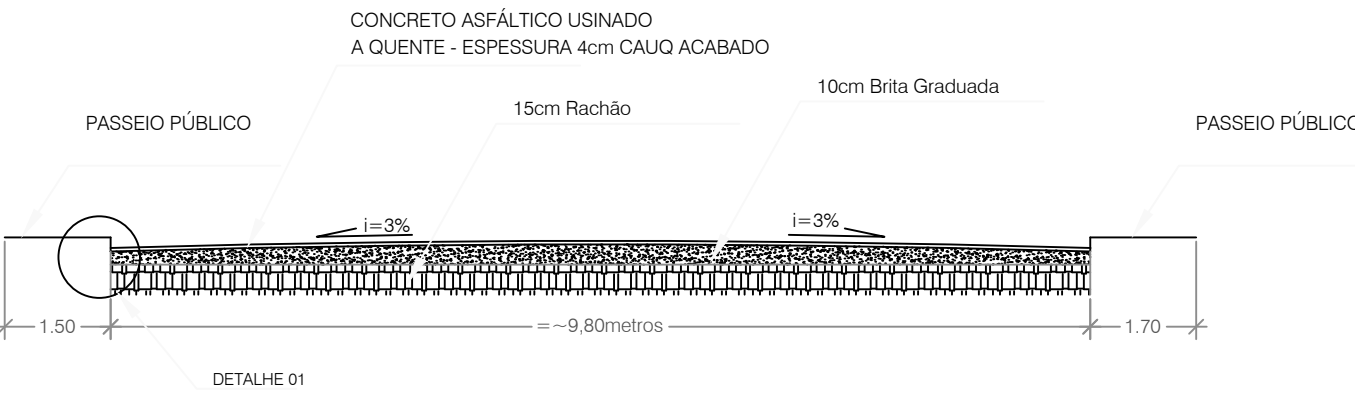 CONCRETO ASFÁLTICO USINADO
A QUENTE - ESPESSURA 4cm CAUQ ACABADO
10cm Brita Graduada
15cm Rachão
PASSEIO PÚBLICO
PASSEIO PÚBLICO
i=3%
i=3%
1.50
=~9,80metros
1.70
DETALHE 01